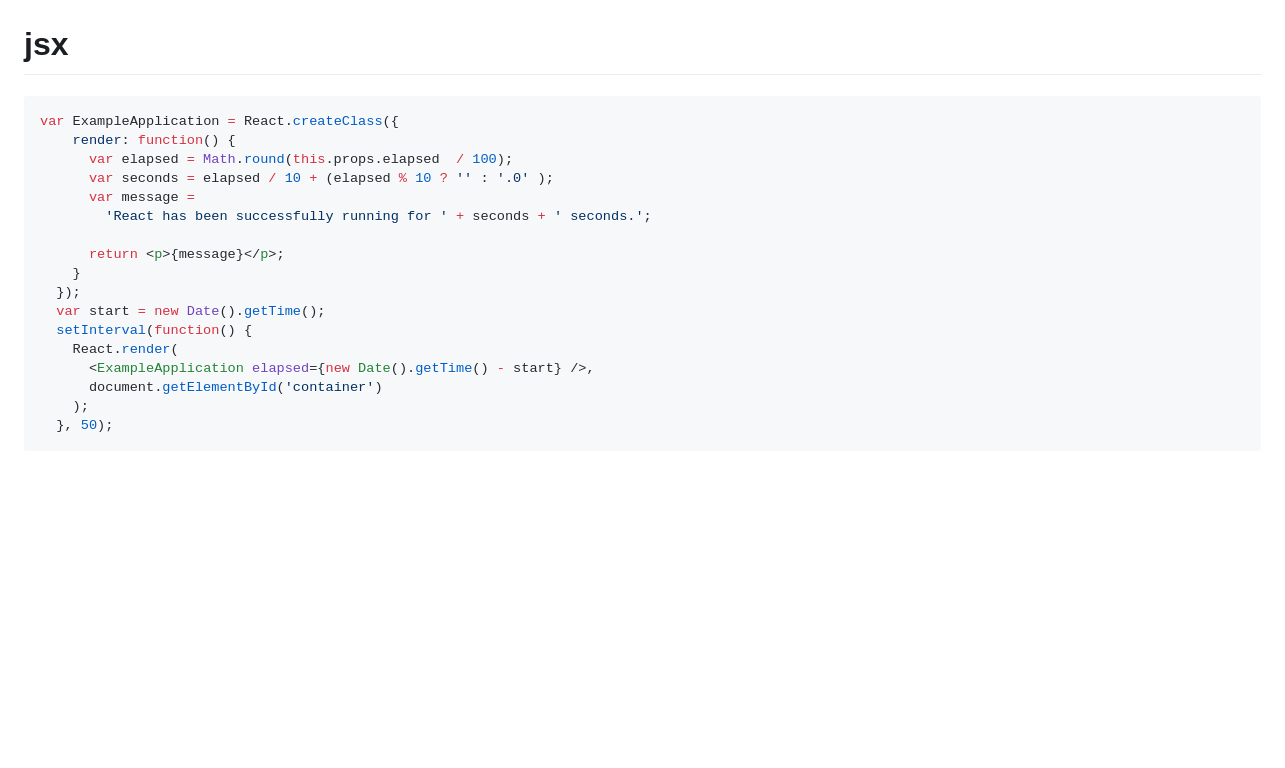 jsx
var ExampleApplication = React.createClass({
    render: function() {
      var elapsed = Math.round(this.props.elapsed  / 100);
      var seconds = elapsed / 10 + (elapsed % 10 ? '' : '.0' );
      var message =
        'React has been successfully running for ' + seconds + ' seconds.';

      return <p>{message}</p>;
    }
  });
  var start = new Date().getTime();
  setInterval(function() {
    React.render(
      <ExampleApplication elapsed={new Date().getTime() - start} />,
      document.getElementById('container')
    );
  }, 50);